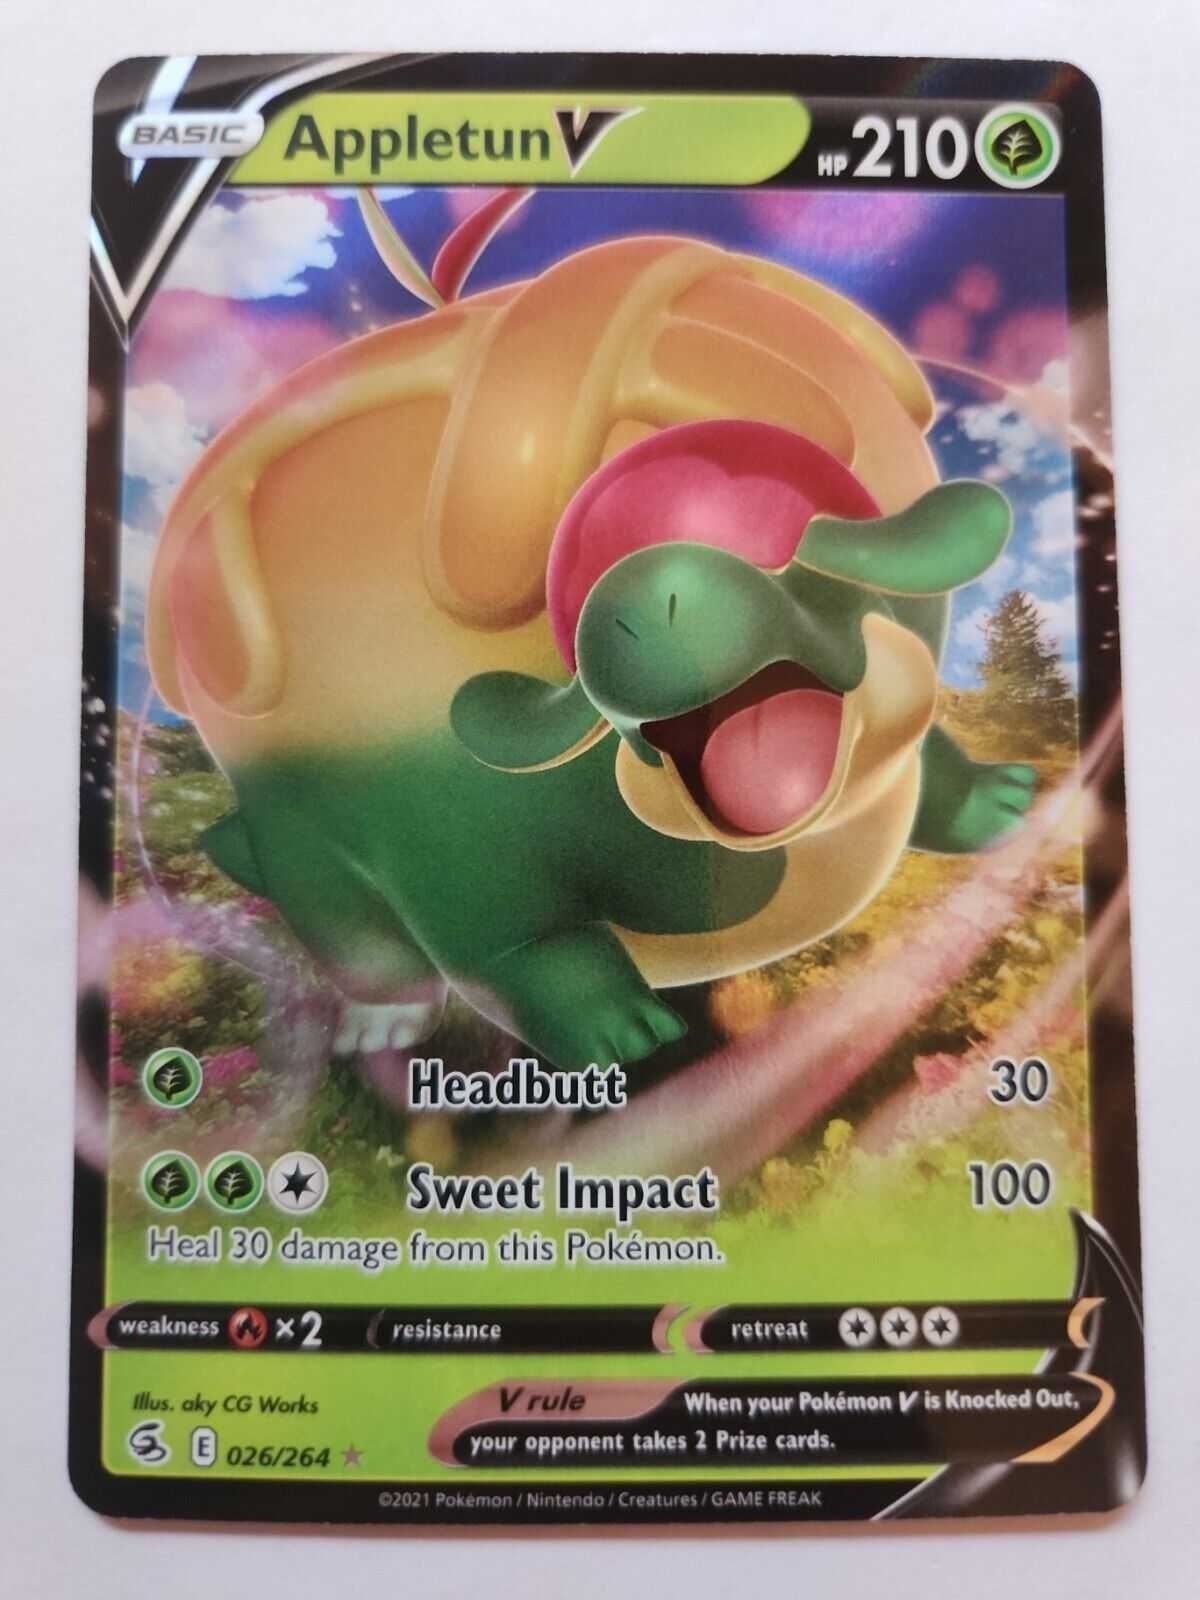 BASIC Appletun V HP 210
Headbutt 30
Sweet Impact 100
Heal 30 damage from this Pokémon.
weakness ×2 resistance retreat
Illus. aky CG Works
V rule When your Pokémon V is Knocked Out,
your opponent takes 2 Prize cards.
E 026/264
©2021 Pokémon / Nintendo / Creatures / GAME FREAK